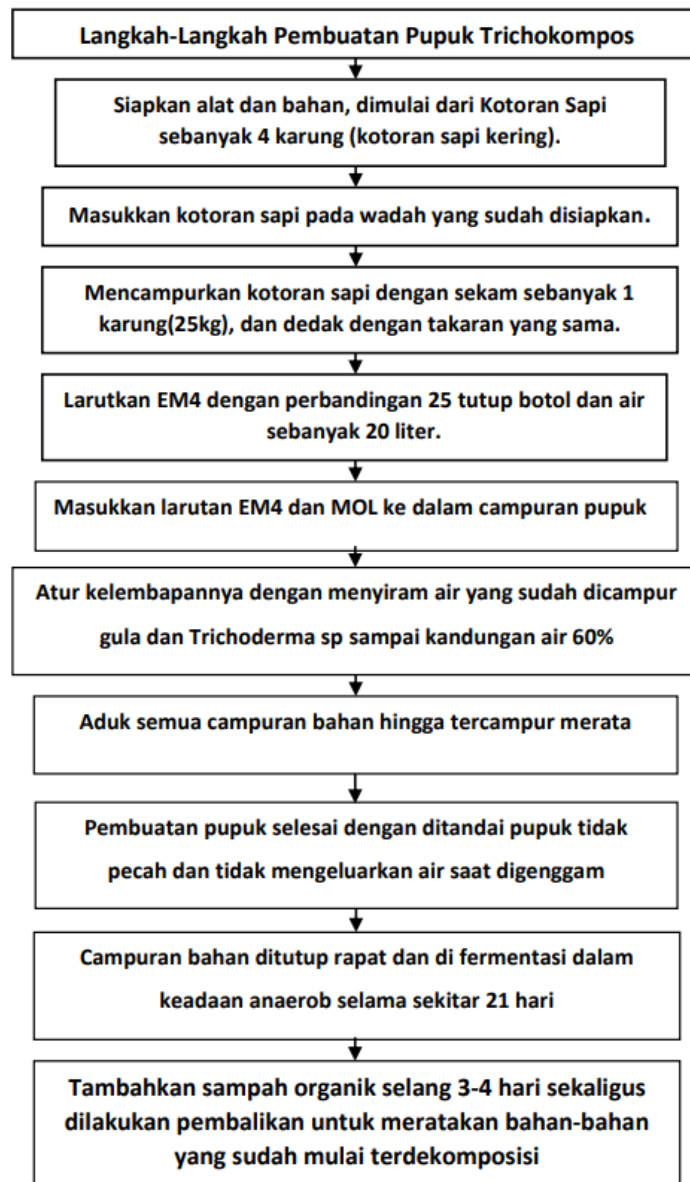 Langkah-Langkah Pembuatan Pupuk Trichokompos
Siapkan alat dan bahan, dimulai dari Kotoran Sapi
sebanyak 4 karung (kotoran sapi kering).
Masukkan kotoran sapi pada wadah yang sudah disiapkan.
Mencampurkan kotoran sapi dengan sekam sebanyak 1
karung(25kg), dan dedak dengan takaran yang sama.
Larutkan EM4 dengan perbandingan 25 tutup botol dan air
sebanyak 20 liter.
Masukkan larutan EM4 dan MOL ke dalam campuran pupuk
Atur kelembapannya dengan menyiram air yang sudah dicampur
gula dan Trichoderma sp sampai kandungan air 60%
Aduk semua campuran bahan hingga tercampur merata
Pembuatan pupuk selesai dengan ditandai pupuk tidak
pecah dan tidak mengeluarkan air saat digenggam
Campuran bahan ditutup rapat dan di fermentasi dalam
keadaan anaerob selama sekitar 21 hari
Tambahkan sampah organik selang 3-4 hari sekaligus
dilakukan pembalikan untuk meratakan bahan-bahan
yang sudah mulai terdekomposisi